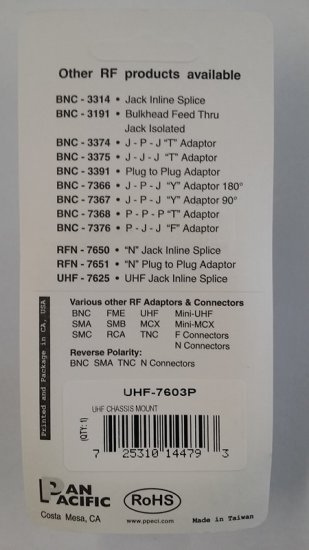 Other RF products available
BNC - 3314 • Jack Inline Splice
BNC - 3191 • Bulkhead Feed Thru
Jack Isolated
BNC - 3374 • J - P - J "T" Adaptor
BNC - 3375 • J - J - J "T" Adaptor
BNC - 3391 • Plug to Plug Adaptor
BNC - 7366 • J - P - J "Y" Adaptor 180°
BNC - 7367 • J - P - J "Y" Adaptor 90°
BNC - 7368 • P - P - P "T" Adaptor
BNC - 7376 • P - J - J "F" Adaptor
RFN - 7650 • "N" Jack Inline Splice
RFN - 7651 • "N" Plug to Plug Adaptor
UHF - 7625 • UHF Jack Inline Splice
Various other RF Adaptors & Connectors
BNC FME UHF Mini-UHF
SMA SMB MCX Mini-MCX
SMC RCA TNC F Connectors
N Connectors
Reverse Polarity:
BNC SMA TNC N Connectors
Printed and Package in CA, USA
UHF-7603P
UHF CHASSIS MOUNT
(QTY: 1)
7 25310 14479 3
PAN
PACIFIC
Costa Mesa, CA
RoHS
www.ppeci.com
Made in Taiwan